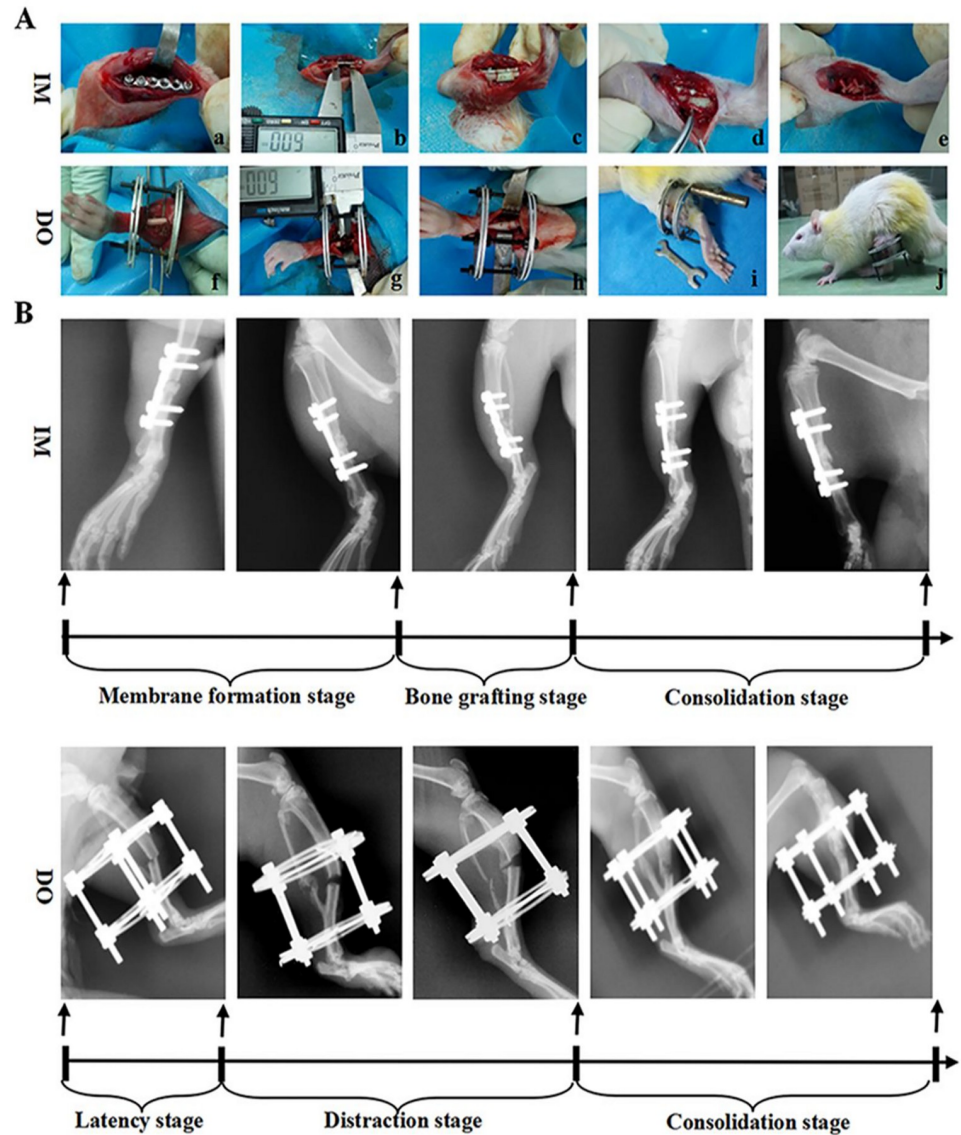 A
IM
a
b
c
d
e
DO
f
g
h
i
j
B
IM
Membrane formation stage
Bone grafting stage
Consolidation stage
DO
Latency stage
Distraction stage
Consolidation stage